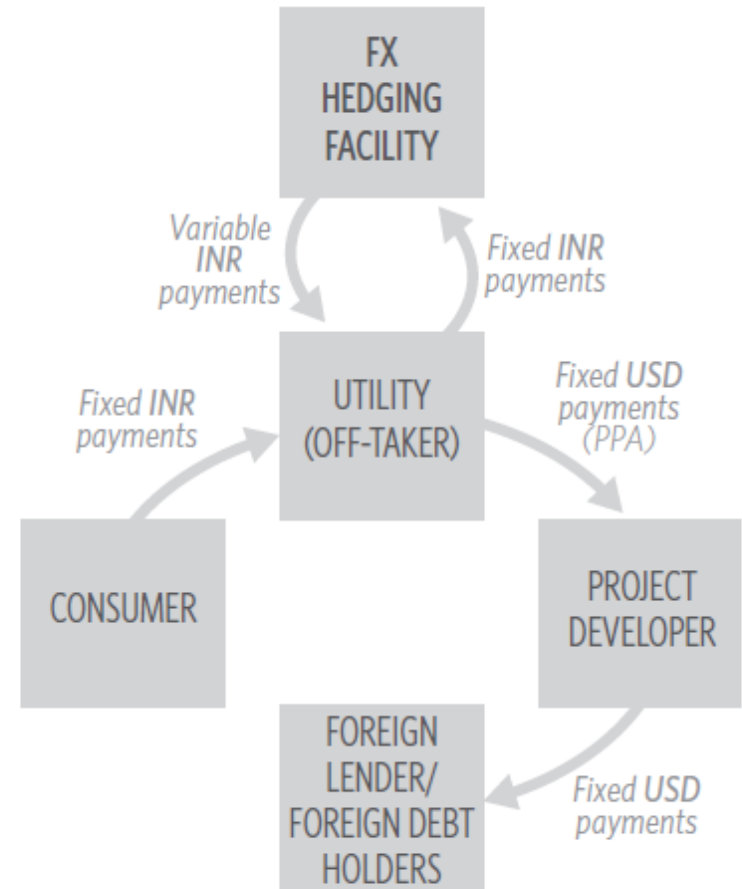 FX
HEDGING
FACILITY
Variable
INR
payments
Fixed INR
payments
UTILITY
(OFF-TAKER)
Fixed INR
payments
Fixed USD
payments
(PPA)
CONSUMER
PROJECT
DEVELOPER
FOREIGN
LENDER/
FOREIGN DEBT
HOLDERS
Fixed USD
payments